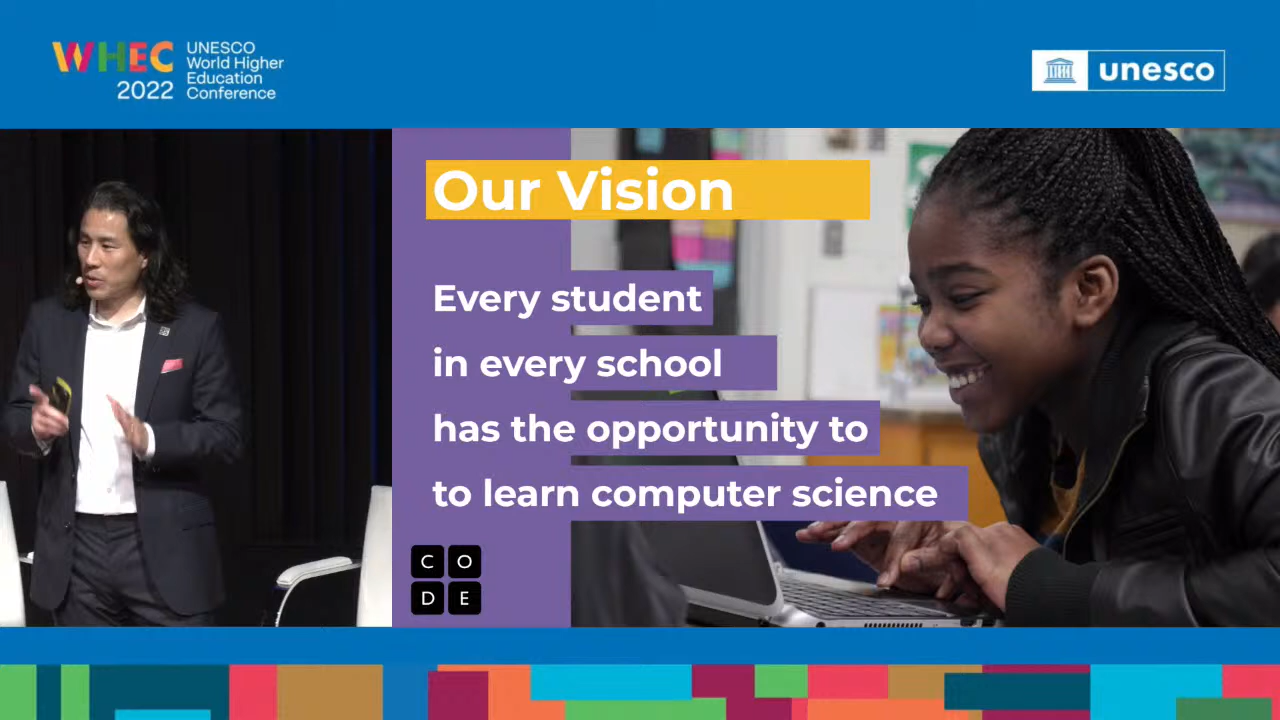 WHEC
2022
UNESCO
World Higher
Education
Conference
unesco
Our Vision
Every student
in every school
has the opportunity to
to learn computer science
C O
D E